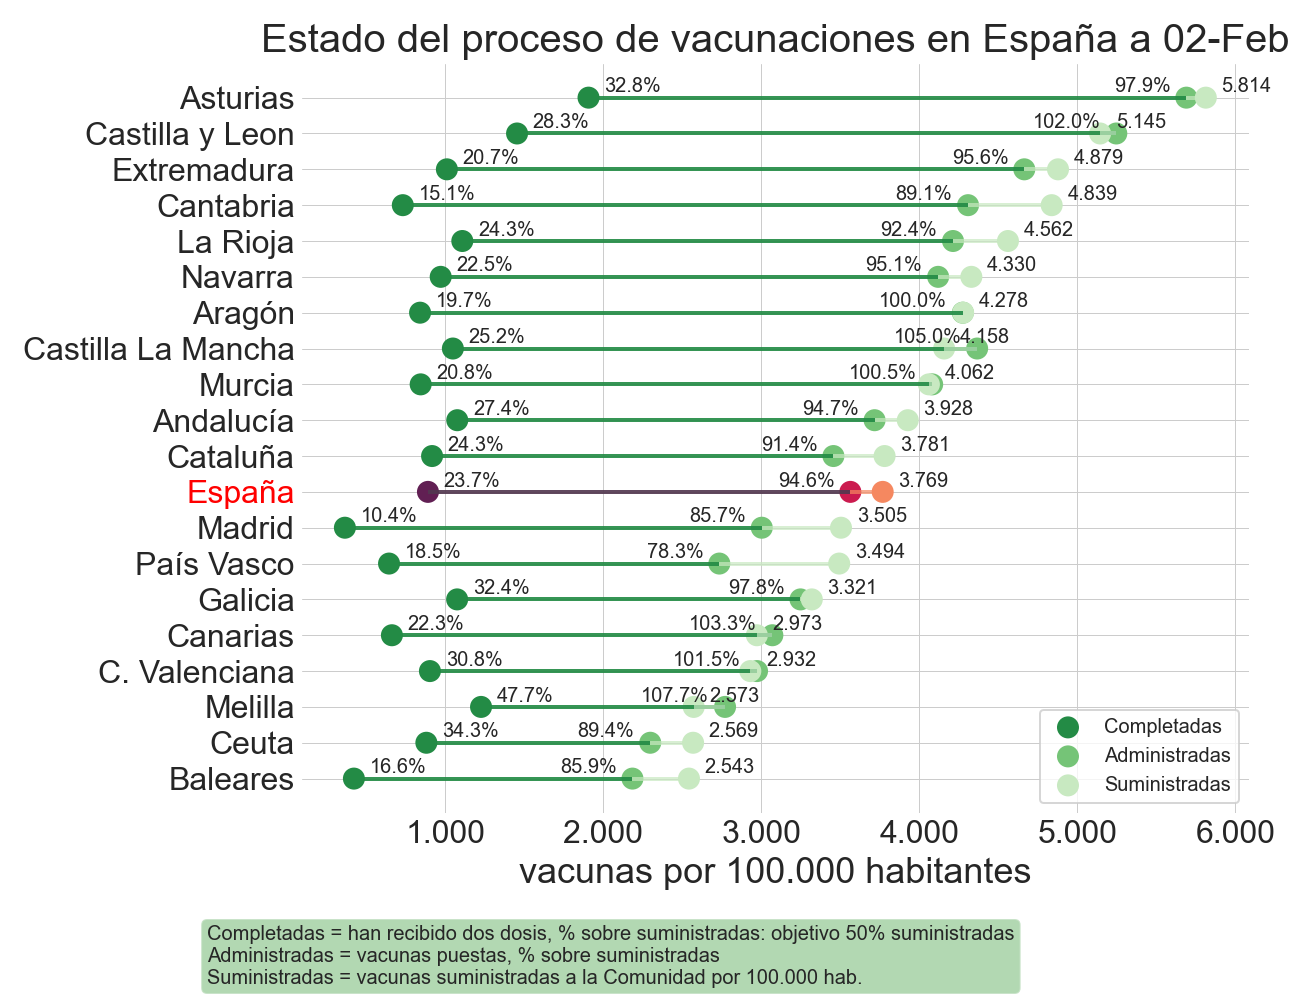 Estado del proceso de vacunaciones en España a 02-Feb
Asturias 32.8% 97.9% 5.814
Castilla y Leon 28.3% 102.0% 5.145
Extremadura 20.7% 95.6% 4.879
Cantabria 15.1% 89.1% 4.839
La Rioja 24.3% 92.4% 4.562
Navarra 22.5% 95.1% 4.330
Aragón 19.7% 100.0% 4.278
Castilla La Mancha 25.2% 105.0% 4.158
Murcia 20.8% 100.5% 4.062
Andalucía 27.4% 94.7% 3.928
Cataluña 24.3% 91.4% 3.781
España 23.7% 94.6% 3.769
Madrid 10.4% 85.7% 3.505
País Vasco 18.5% 78.3% 3.494
Galicia 32.4% 97.8% 3.321
Canarias 22.3% 103.3% 2.973
C. Valenciana 30.8% 101.5% 2.932
Melilla 47.7% 107.7% 2.573
Ceuta 34.3% 89.4% 2.569
Baleares 16.6% 85.9% 2.543
Completadas
Administradas
Suministradas
1.000 2.000 3.000 4.000 5.000 6.000
vacunas por 100.000 habitantes
Completadas = han recibido dos dosis, % sobre suministradas: objetivo 50% suministradas
Administradas = vacunas puestas, % sobre suministradas
Suministradas = vacunas suministradas a la Comunidad por 100.000 hab.